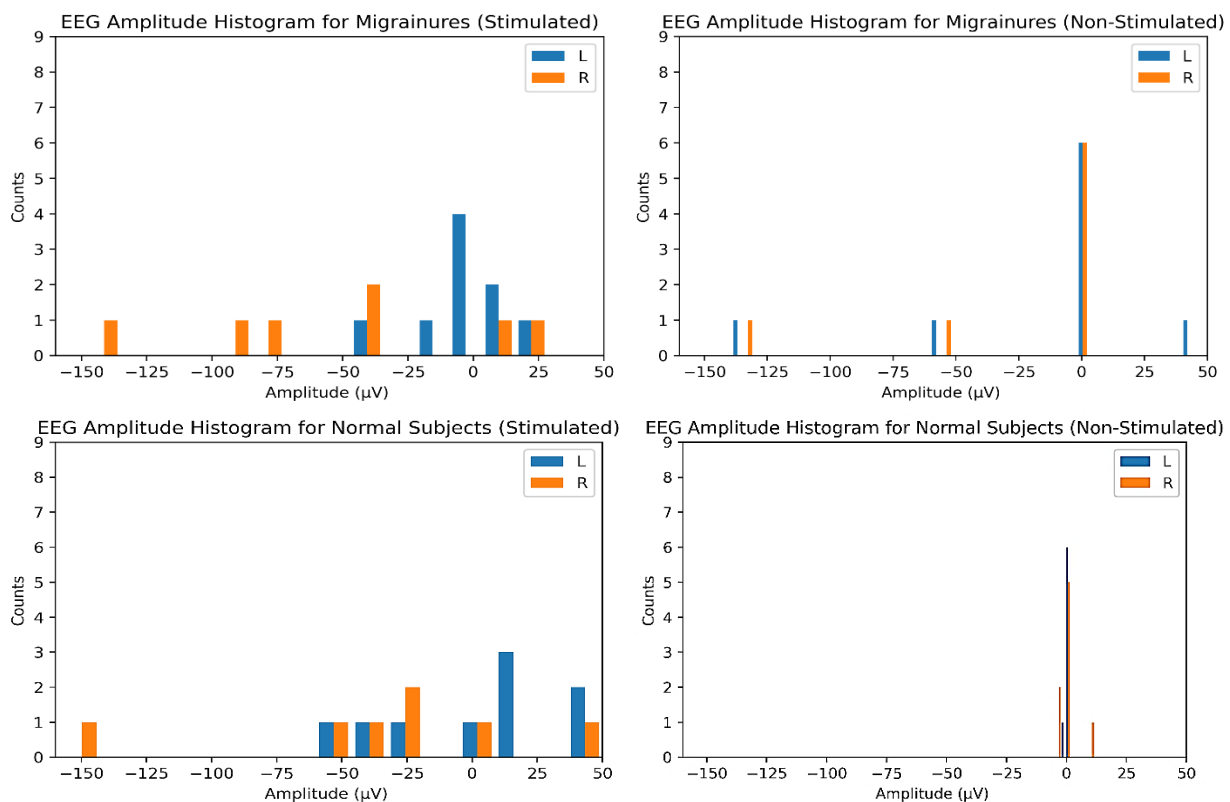 EEG Amplitude Histogram for Migrainures (Stimulated)
9
8
7
6
5
4
3
2
1
0
Counts
L
R
−150 −125 −100 −75 −50 −25 0 25 50
Amplitude (μV)
EEG Amplitude Histogram for Migrainures (Non-Stimulated)
9
8
7
6
5
4
3
2
1
0
Counts
L
R
−150 −125 −100 −75 −50 −25 0 25 50
Amplitude (μV)
EEG Amplitude Histogram for Normal Subjects (Stimulated)
9
8
7
6
5
4
3
2
1
0
Counts
L
R
−150 −125 −100 −75 −50 −25 0 25 50
Amplitude (μV)
EEG Amplitude Histogram for Normal Subjects (Non-Stimulated)
9
8
7
6
5
4
3
2
1
0
Counts
L
R
−150 −125 −100 −75 −50 −25 0 25 50
Amplitude (μV)